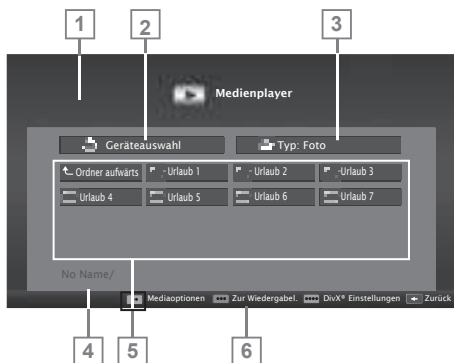 1
2
3
Medienplayer
Geräteauswahl
Typ: Foto
Ordner aufwärts
Urlaub 1
Urlaub 2
Urlaub 3
Urlaub 4
Urlaub 5
Urlaub 6
Urlaub 7
No Name/
Mediaoptionen
Zur Wiedergabel.
DivX® Einstellungen
Zurück
4
5
6